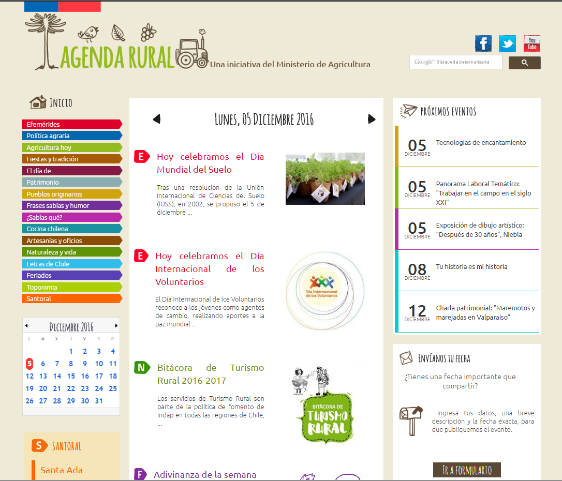 You Tube
AGENDA RURAL
Una iniciativa del Ministerio de Agricultura
Google
INICIO
Efemérides
Política agraria
Agricultura hoy
Fiestas y tradición
El día de
Patrimonio
Pueblos originarios
Frases sabias y humor
¿Sabías qué?
Cocina chilena
Artesanías y oficios
Naturaleza y vida
Letras de Chile
Feriados
Toponimia
Santoral
DICIEMBRE 2016
1 2 3 4
5 6 7 8 9 10 11
12 13 14 15 16 17 18
19 20 21 22 23 24 25
26 27 28 29 30 31
S SANTORAL
Santa Ada
LUNES, 05 DICIEMBRE 2016
E Hoy celebramos el Día
Mundial del Suelo
Tras una resolución de la Unión
Internacional de Ciencias del Suelo
(IUSS), en 2002, se propuso el 5 de
diciembre ...
E Hoy celebramos el Día
Internacional de los
Voluntarios
El Día Internacional de los Voluntarios
reconoce a los jóvenes como agentes
de cambio, realizando aportes a la
paz mundial ...
Día Internacional
de los Voluntarios
N Bitácora de Turismo
Rural 2016-2017
Los servicios de Turismo Rural son
parte de la política de fomento de
Indap en todas las regiones de Chile,
...
BITÁCORA DE
TURISMO
RURAL
F Adivinanza de la semana
PRÓXIMOS EVENTOS
05
DICIEMBRE
Tecnologías de encantamiento
05
DICIEMBRE
Panorama Laboral Temático:
"Trabajar en el campo en el siglo
XXI"
05
DICIEMBRE
Exposición de dibujo artístico:
"Después de 30 años", Niebla
08
DICIEMBRE
Tu historia es mi historia
12
DICIEMBRE
Charla patrimonial: "Maremotos y
marejadas en Valparaíso"
ENVÍANOS TU FECHA
¿Tienes una fecha importante que
compartir?
Ingresa tus datos, una breve
descripción y la fecha exacta, para
que publiquemos el evento.
IR A FORMULARIO